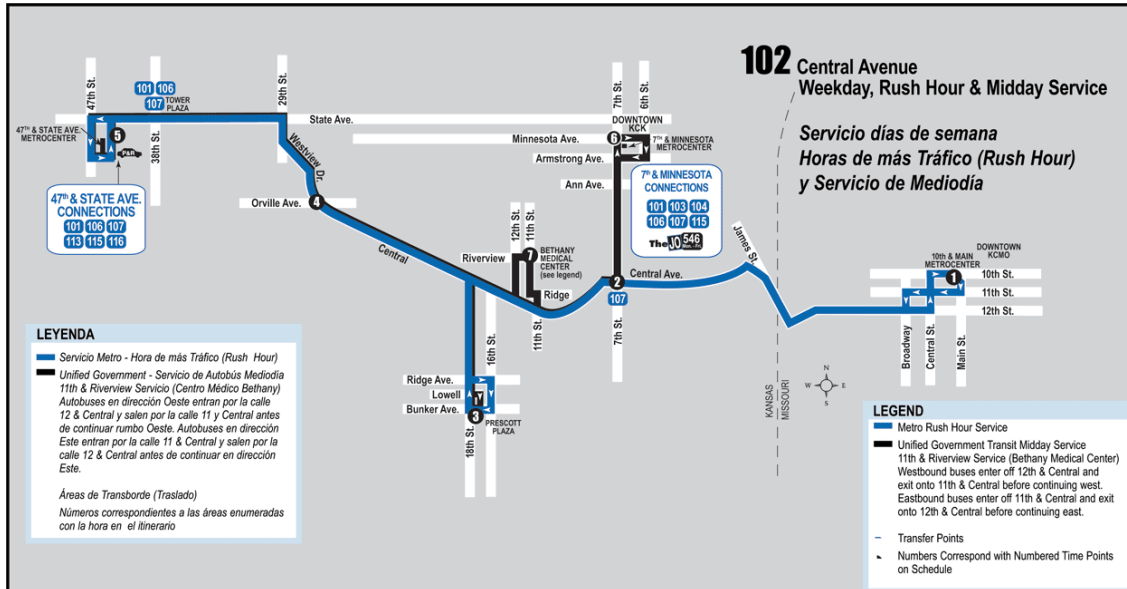 102 Central Avenue
Weekday, Rush Hour & Midday Service
Servicio días de semana
Horas de más Tráfico (Rush Hour)
y Servicio de Mediodía
47th St.
101 106
107 TOWER
PLAZA
38th St.
29th St.
State Ave.
47TH & STATE AVE.
METROCENTER
5
P&R
47th & STATE AVE.
CONNECTIONS
101 106 107
113 115 116
Westview Dr.
Orville Ave.
4
Central
7th St.
6th St.
DOWNTOWN
KCK
Minnesota Ave.
6
7TH & MINNESOTA
METROCENTER
Armstrong Ave.
Ann Ave.
7th & MINNESOTA
CONNECTIONS
101 103 104
106 107 115
The JO 546
12th St.
11th St.
Riverview
7
BETHANY
MEDICAL
CENTER
(see legend)
Ridge
11th St.
2
107
Central Ave.
7th St.
James St.
DOWNTOWN
KCMO
10th & MAIN
METROCENTER
1
10th St.
11th St.
12th St.
Broadway
Central St.
Main St.
Ridge Ave.
Lowell
Bunker Ave.
16th St.
3
PRESCOTT
PLAZA
18th St.
KANSAS
MISSOURI
N
W E
S
LEYENDA
Servicio Metro - Hora de más Tráfico (Rush Hour)
Unified Government - Servicio de Autobús Mediodia
11th & Riverview Servicio (Centro Médico Bethany)
Autobuses en dirección Oeste entran por la calle
12 & Central y salen por la calle 11 y Central antes
de continuar rumbo Oeste. Autobuses en dirección
Este entran por la calle 11 & Central y salen por la
calle 12 & Central antes de continuar en dirección
Este.
Áreas de Transborde (Traslado)
Números correspondientes a las áreas enumeradas
con la hora en el itinerario
LEGEND
Metro Rush Hour Service
Unified Government Transit Midday Service
11th & Riverview Service (Bethany Medical Center)
Westbound buses enter off 12th & Central and
exit onto 11th & Central before continuing west.
Eastbound buses enter off 11th & Central and exit
onto 12th & Central before continuing east.
Transfer Points
Numbers Correspond with Numbered Time Points
on Schedule